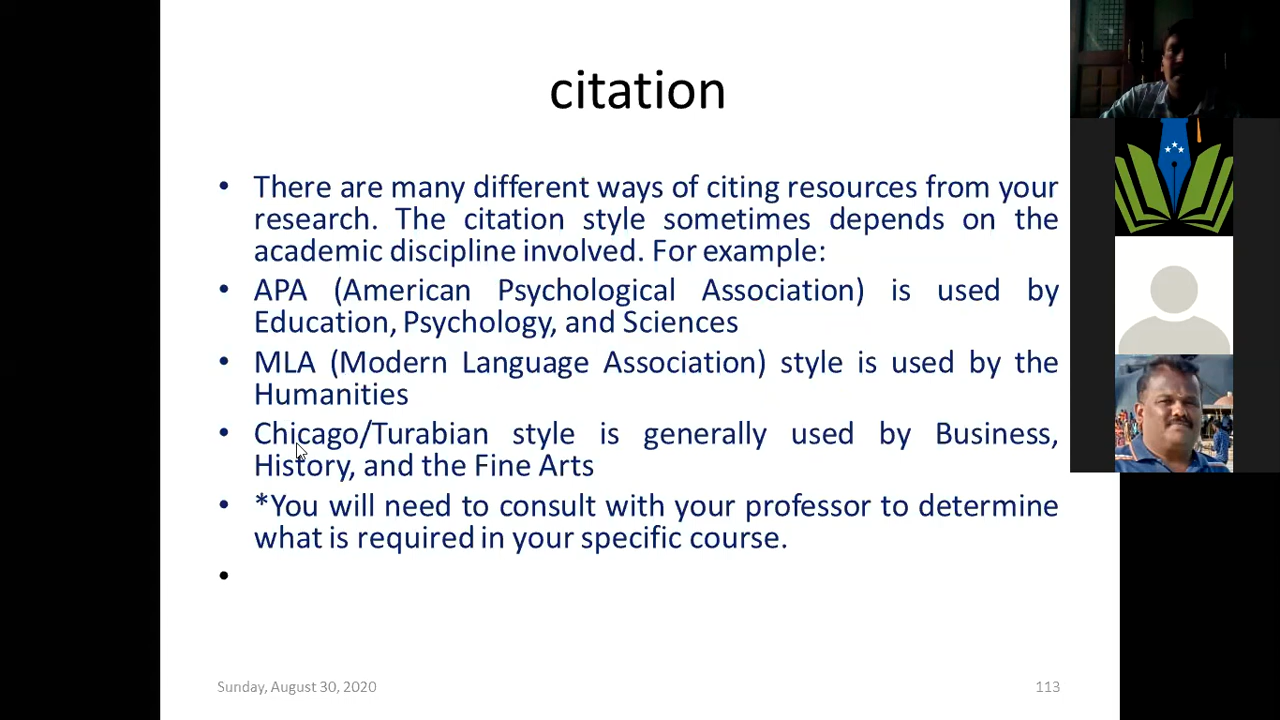 citation
• There are many different ways of citing resources from your
research. The citation style sometimes depends on the
academic discipline involved. For example:
• APA (American Psychological Association) is used by
Education, Psychology, and Sciences
• MLA (Modern Language Association) style is used by the
Humanities
• Chicago/Turabian style is generally used by Business,
History, and the Fine Arts
• *You will need to consult with your professor to determine
what is required in your specific course.
•
Sunday, August 30, 2020
113